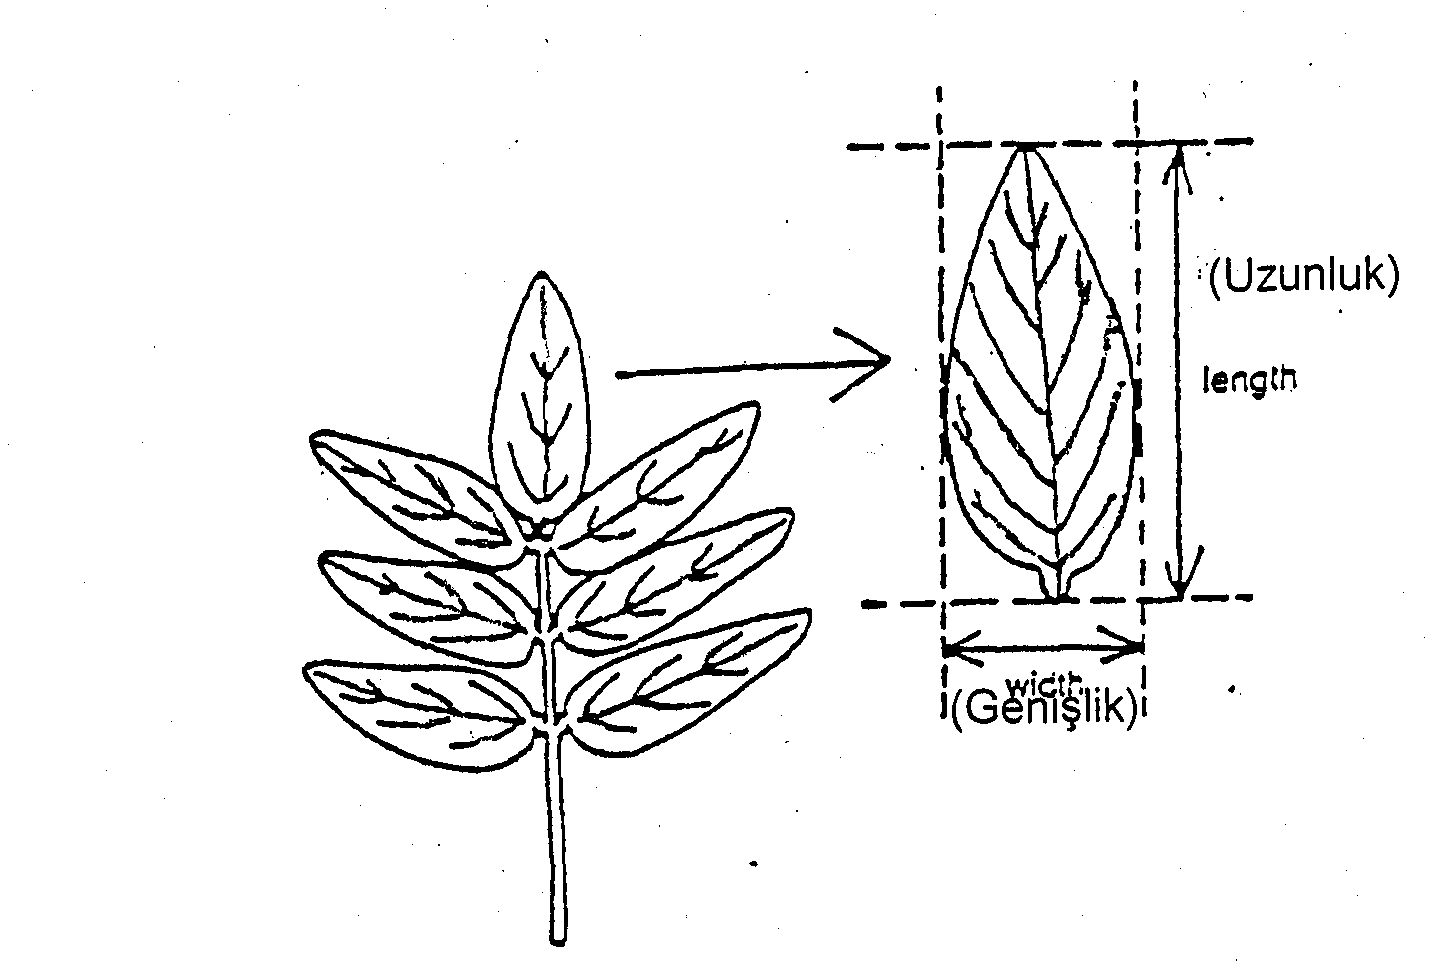 (Uzunluk)
length
width
(Genişlik)